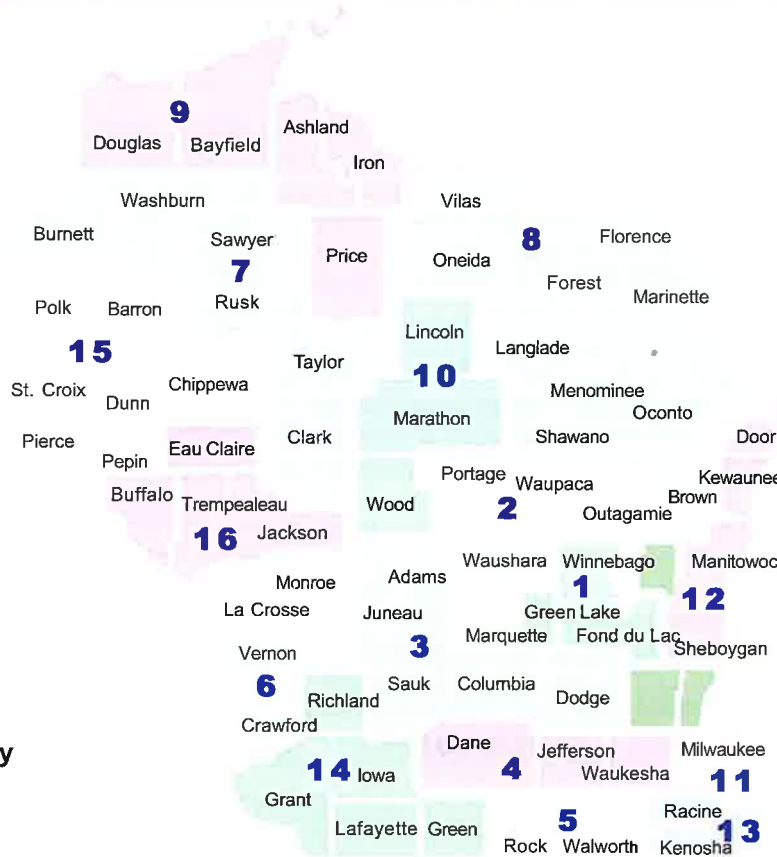 9
Douglas
Bayfield
Ashland
Iron
Washburn
Vilas
Burnett
Sawyer
8
Florence
Price
Oneida
7
Forest
Polk
Barron
Rusk
Marinette
Lincoln
15
Langlade
Taylor
10
St. Croix
Dunn
Chippewa
Menominee
Marathon
Oconto
Pierce
Eau Claire
Clark
Shawano
Door
Pepin
Portage
Waupaca
Kewaunee
Buffalo
Trempealeau
Wood
2
Brown
Outagamie
16
Jackson
Waushara
Winnebago
Manitowoc
Monroe
Adams
1
12
La Crosse
Juneau
Green Lake
Marquette
Fond du Lac
Sheboygan
Vernon
3
6
Sauk
Columbia
Richland
Dodge
Crawford
y
Dane
Jefferson
Milwaukee
14
Iowa
4
Waukesha
11
Grant
Racine
Lafayette
Green
5
13
Rock
Walworth
Kenosha